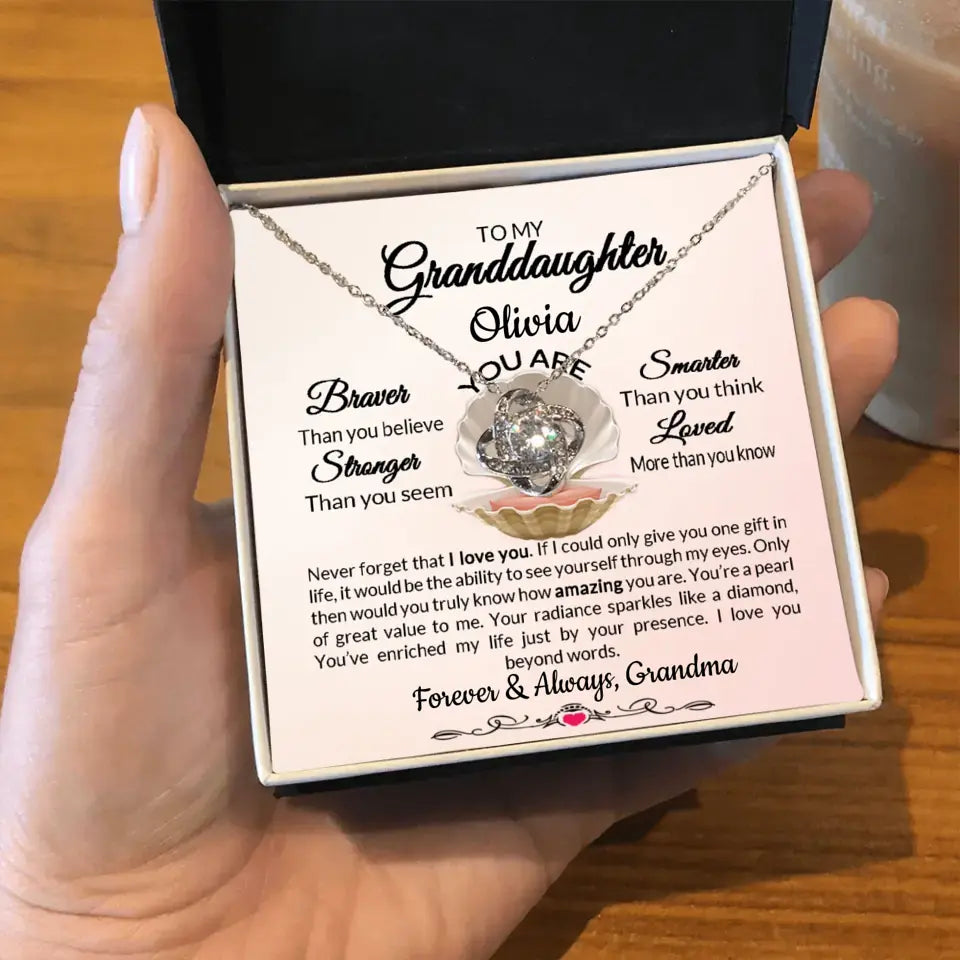 TO MY
Granddaughter
Olivia
YOU ARE
Braver
Than you believe
Stronger
Than you seem
Smarter
Than you think
Loved
More than you know
Never forget that I love you. If I could only give you one gift in
life, it would be the ability to see yourself through my eyes. Only
then would you truly know how amazing you are. You're a pearl
of great value to me. Your radiance sparkles like a diamond,
You've enriched my life just by your presence. I love you
beyond words.
Forever & Always, Grandma